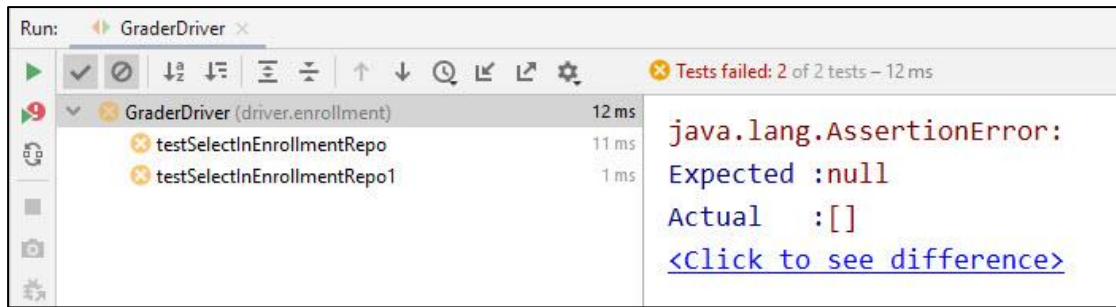 Run: GraderDriver
Tests failed: 2 of 2 tests – 12 ms
GraderDriver (driver.enrollment) 12 ms
testSelectInEnrollmentRepo 11 ms
testSelectInEnrollmentRepo1 1 ms
java.lang.AssertionError:
Expected :null
Actual :[]
<Click to see difference>